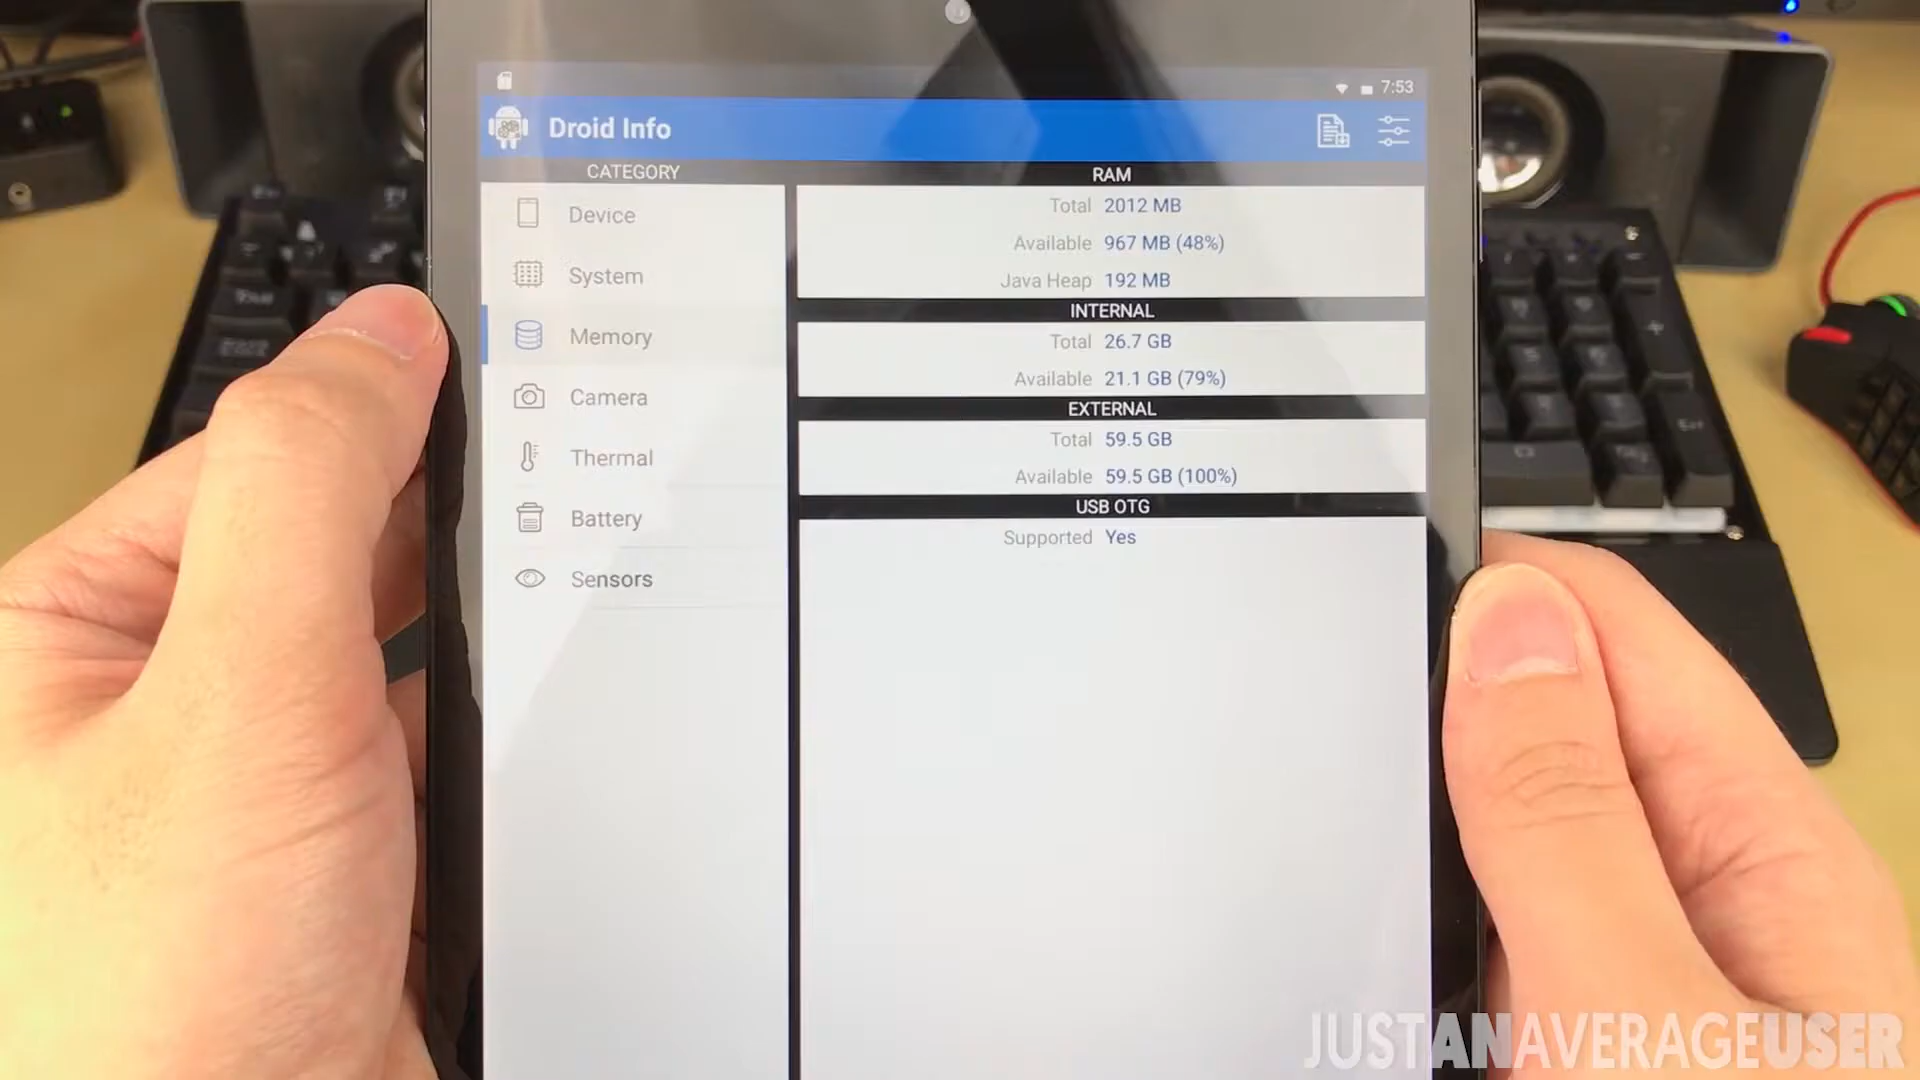 7:53
Droid Info
CATEGORY
Device
System
Memory
Camera
Thermal
Battery
Sensors
RAM
Total 2012 MB
Available 967 MB (48%)
Java Heap 192 MB
INTERNAL
Total 26.7 GB
Available 21.1 GB (79%)
EXTERNAL
Total 59.5 GB
Available 59.5 GB (100%)
USB OTG
Supported Yes
JUSTANAVERAGEUSER